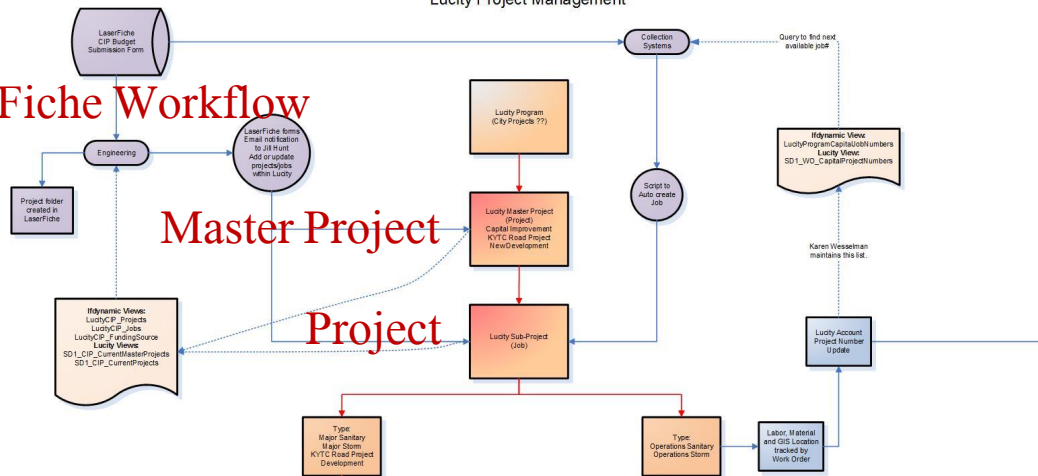 Lucity Project Management
LaserFiche
CIP Budget
Submission Form
Collection
Systems
Query to find next
available job#
Fiche Workflow
Lucity Program
(City Projects ??)
LaserFiche forms
Email notification
to Jill Hunt
Add or update
projects/jobs
within Lucity
Engineering
lfdynamic View:
LucityProgramCapitalJobNumbers
Lucity View:
SD1_WO_CapitalProjectNumbers
Project folder
created in
LaserFiche
Script to
Auto create
Job
Master Project
Lucity Master Project
(Project)
Capital Improvement
KYTC Road Project
NewDevelopment
Karen Wesselman
maintains this list.
lfdynamic Views:
LucityCIP_Projects
LucityCIP_Jobs
LucityCIP_FundingSource
Lucity Views:
SD1_CIP_CurrentMasterProjects
SD1_CIP_CurrentProjects
Project
Lucity Sub-Project
(Job)
Lucity Account
Project Number
Update
Type:
Major Sanitary
Major Storm
KYTC Road Project
Development
Type:
Operations Sanitary
Operations Storm
Labor, Material
and GIS Location
tracked by
Work Order